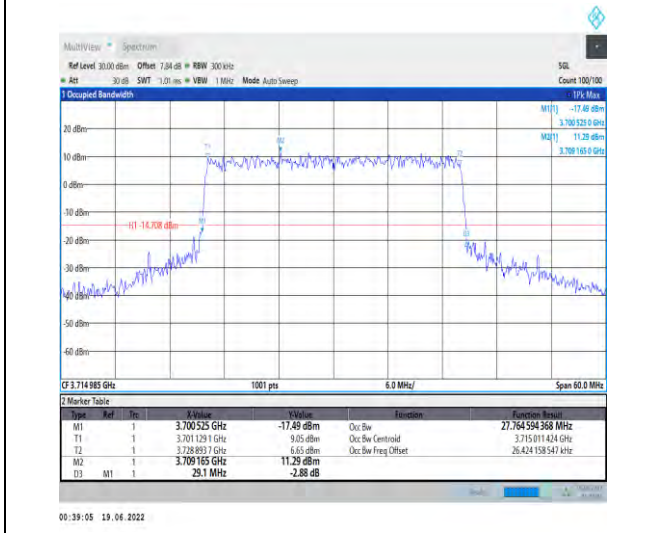 MultiView Spectrum
Ref Level 30.00 dBm Offset 7.84 dB RBW 300 kHz SGL
Att 30 dB SWT 1.01 ms VBW 1 MHz Mode Auto Sweep Count 100/100
1 Occupied Bandwidth 1Pk Max
M1[1] -17.49 dBm
3.700 525 0 GHz
M2[1] 11.29 dBm
3.709 165 0 GHz
20 dBm
M2
T1
T2
10 dBm
0 dBm
-10 dBm
M1
H1 -14.708 dBm
-20 dBm
-30 dBm
-40 dBm
-50 dBm
-60 dBm
CF 3.714 985 GHz 1001 pts 6.0 MHz/ Span 60.0 MHz
2 Marker Table
Type Ref Trc X-Value Y-Value Function Function Result
M1 1 3.700 525 GHz -17.49 dBm Occ Bw 27.764 594 368 MHz
T1 1 3.701 129 1 GHz 9.05 dBm Occ Bw Centroid 3.715 011 424 GHz
T2 1 3.728 893 7 GHz 6.65 dBm Occ Bw Freq Offset 26.424 158 547 kHz
M2 1 3.709 165 GHz 11.29 dBm
D3 M1 1 29.1 MHz -2.88 dB
00:39:05 19.06.2022